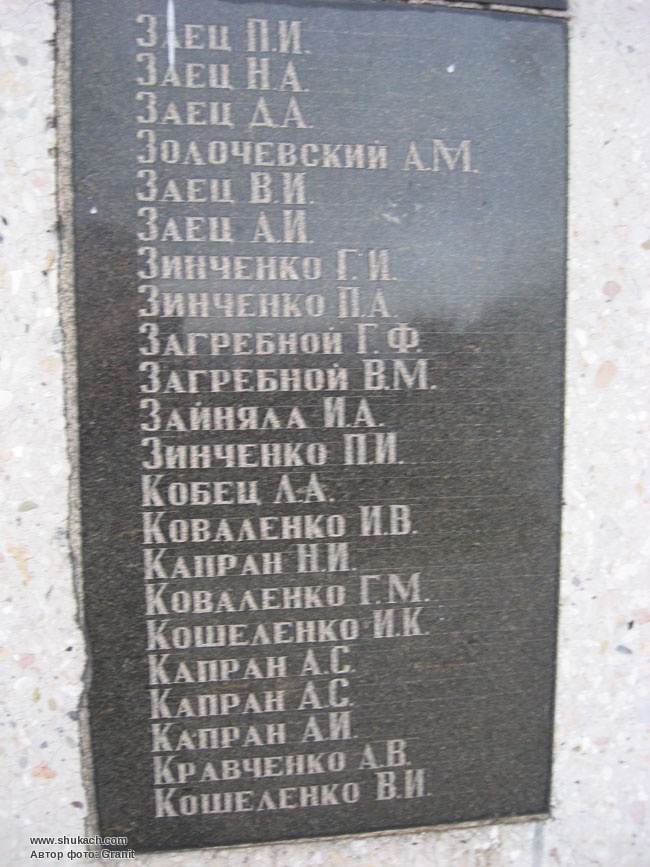 Заец П.И.
Заец Н.А.
Заец Д.А.
Золочевский А.М.
Заец В.И.
Заец А.И.
Зинченко Г.И.
Зинченко П.А.
Загребной Г.Ф.
Загребной В.М.
Зайняла И.А.
Зинченко П.И.
Кобец Л.А.
Коваленко И.В.
Капран Н.И.
Коваленко Г.М.
Кошеленко И.К.
Капран А.С.
Капран А.С.
Капран А.И.
Кравченко А.В.
Кошеленко В.И.
www.shukach.com
Автор фото: Granit